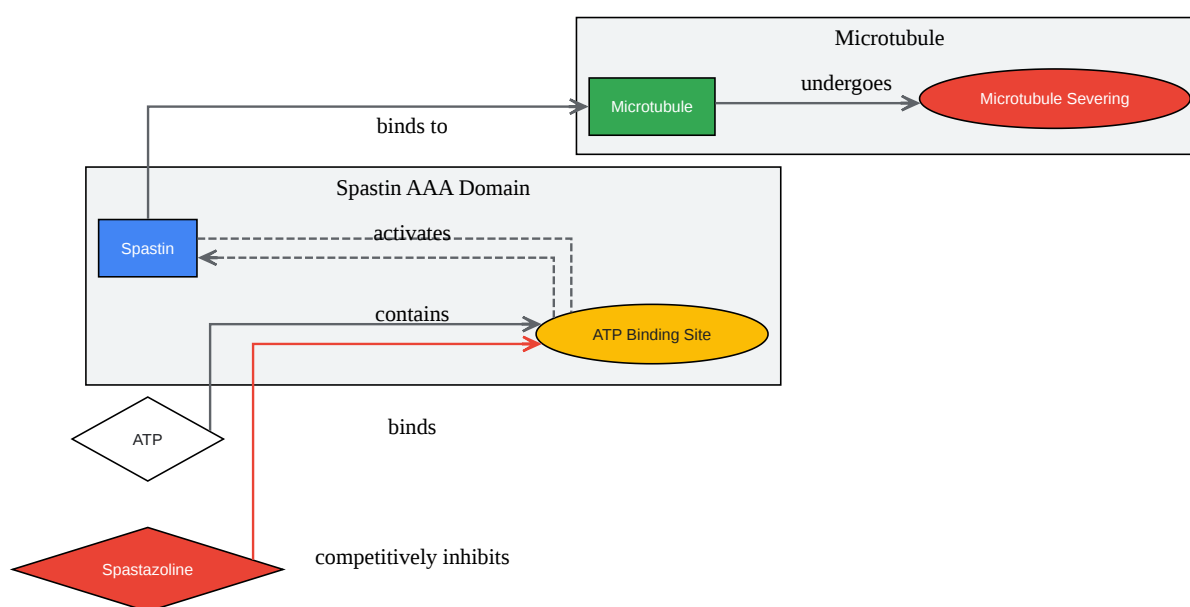 Microtubule
undergoes
Microtubule
Microtubule Severing
binds to
Spastin AAA Domain
activates
Spastin
contains
ATP Binding Site
binds
ATP
competitively inhibits
Spastazoline